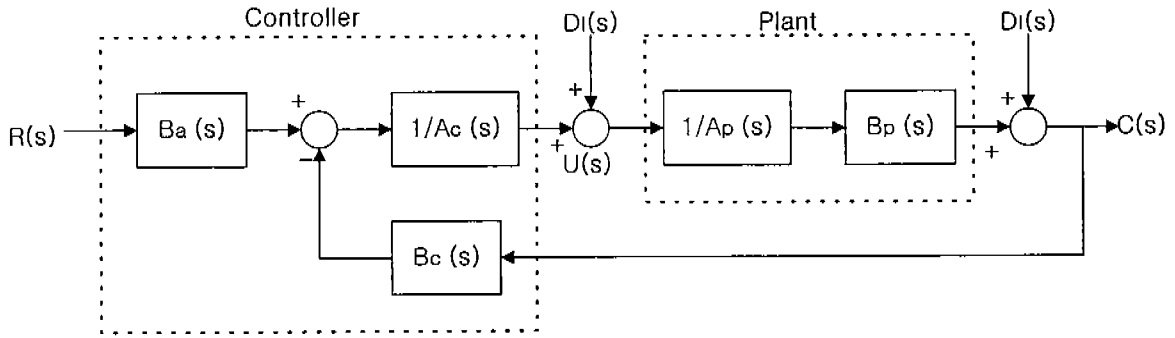 Controller
DI(s)
Plant
DI(s)
R(s)
Ba (s)
+
−
1/Ac (s)
+
+
U(s)
1/Ap (s)
Bp (s)
+
+
C(s)
Bc (s)